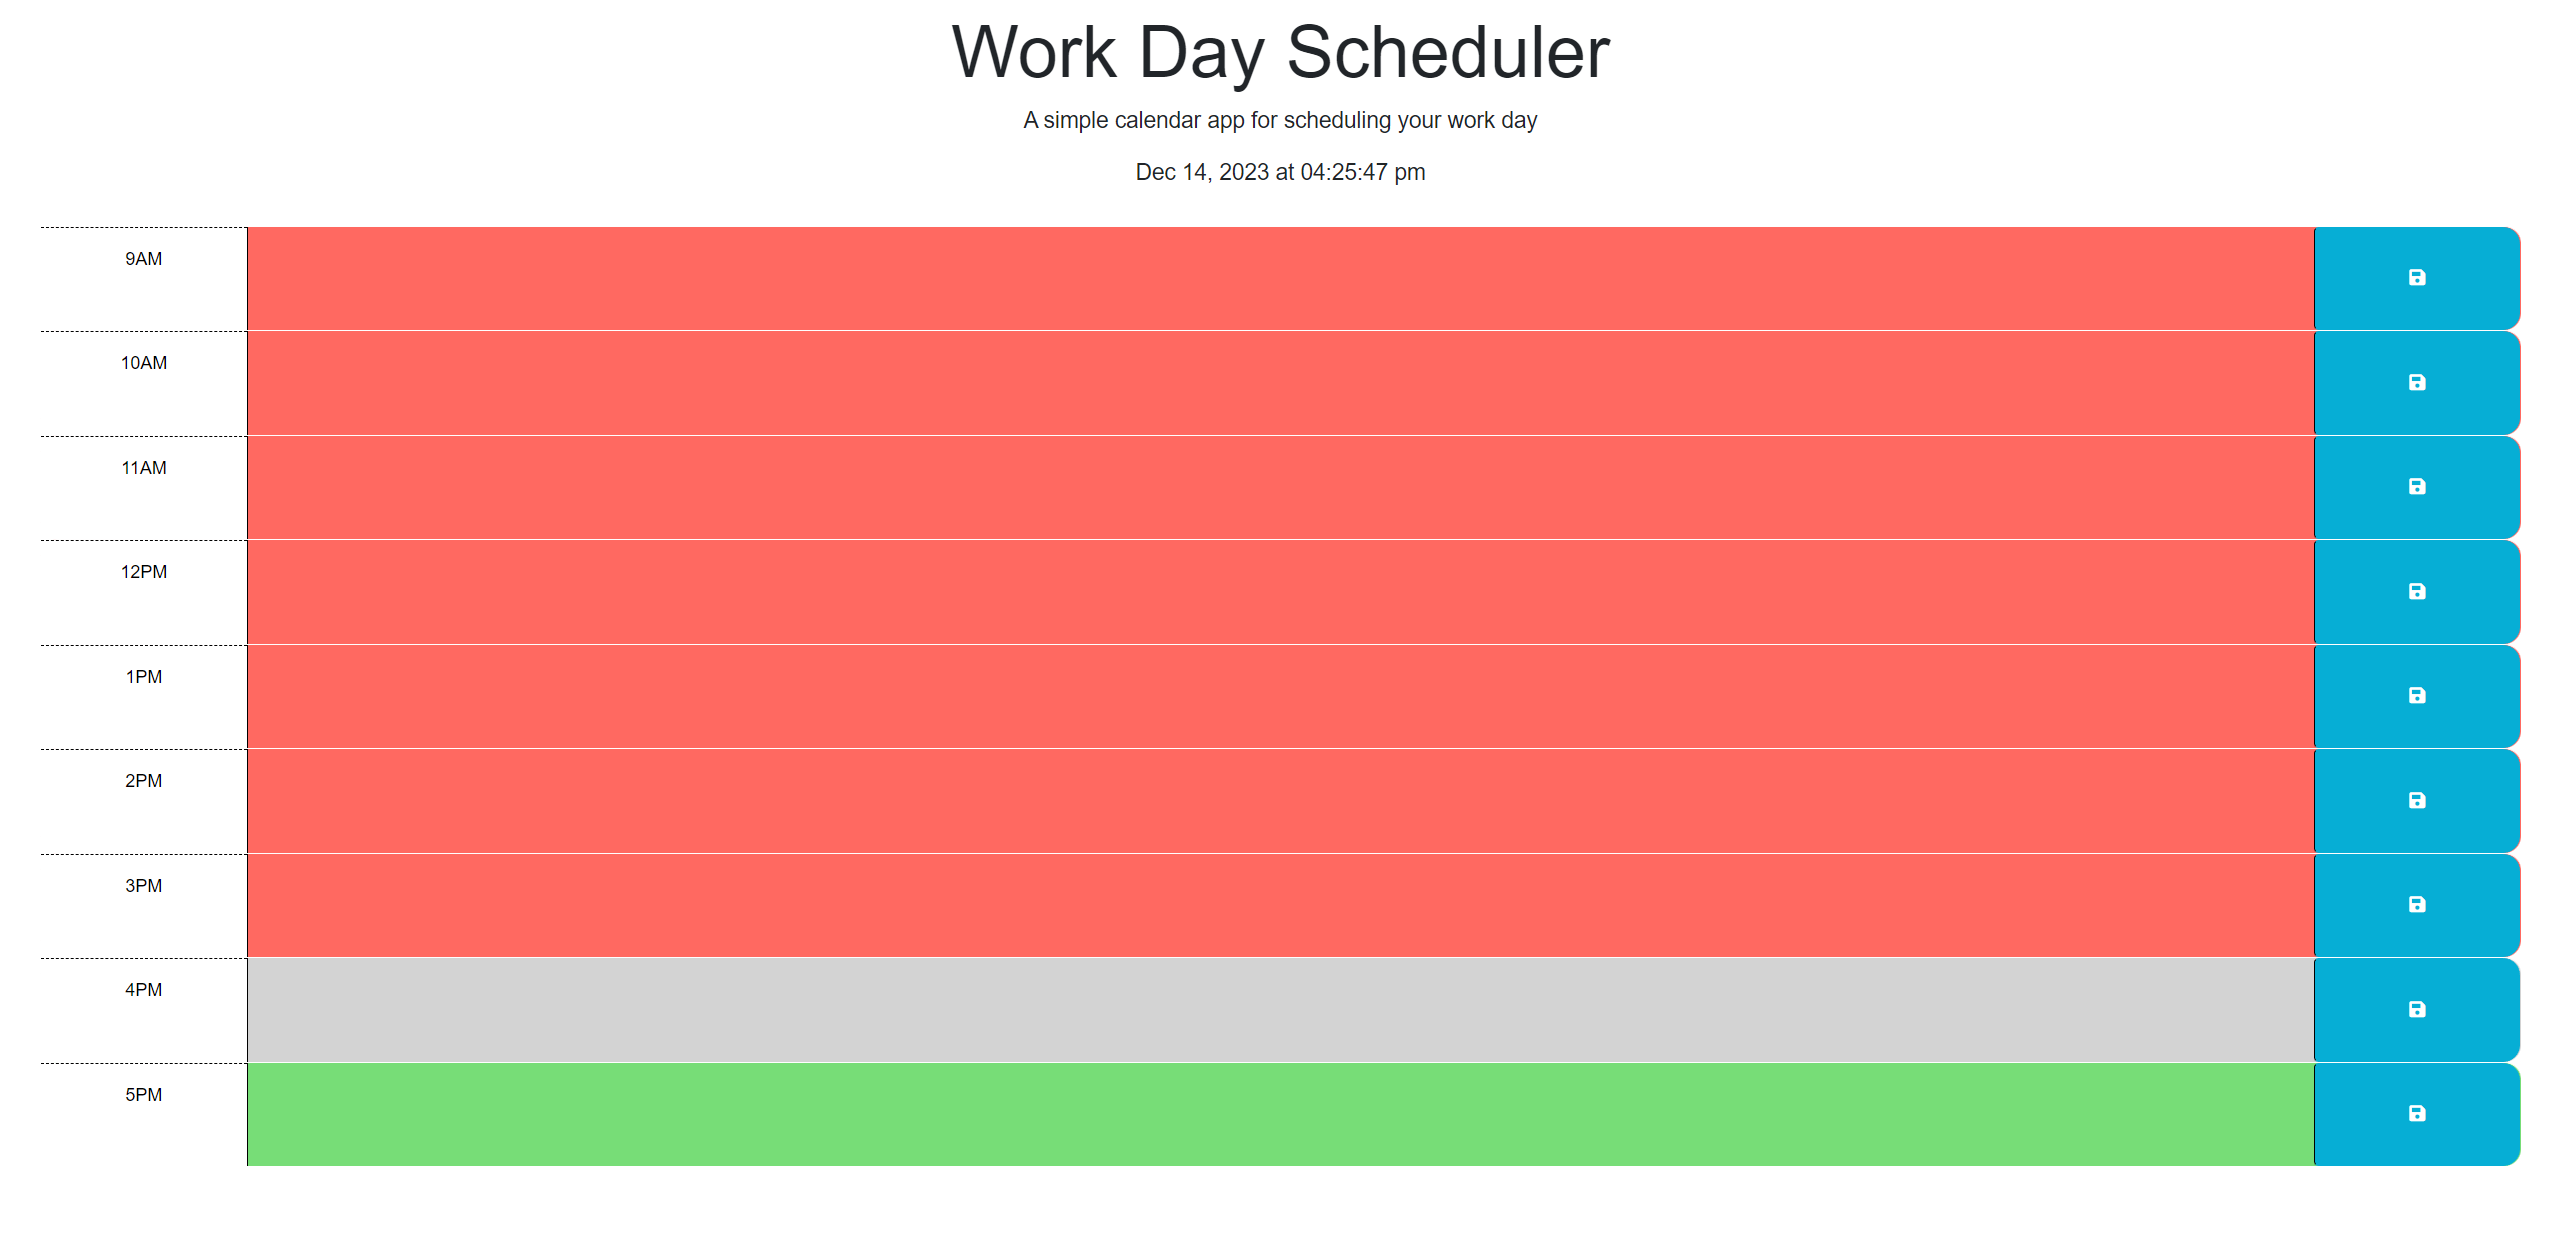 Work Day Scheduler
A simple calendar app for scheduling your work day
Dec 14, 2023 at 04:25:47 pm
9AM
10AM
11AM
12PM
1PM
2PM
3PM
4PM
5PM